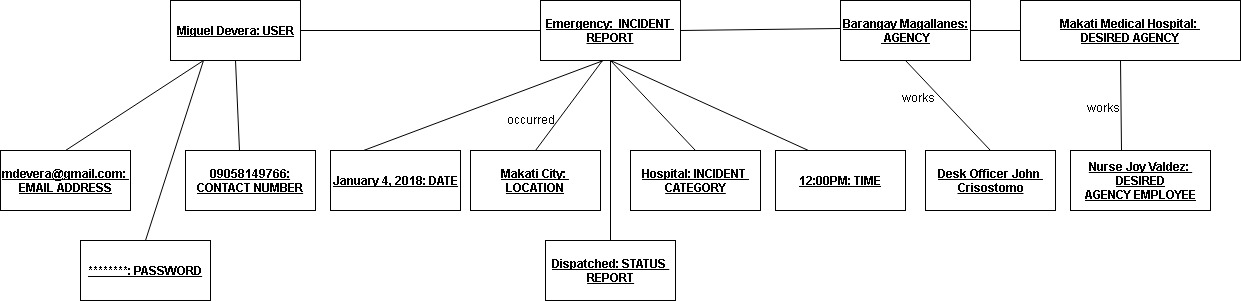 Miguel Devera: USER
Emergency: INCIDENT
REPORT
Barangay Magallanes:
AGENCY
Makati Medical Hospital:
DESIRED AGENCY
works
works
occurred
mdevera@gmail.com:
EMAIL ADDRESS
09058149766:
CONTACT NUMBER
January 4, 2018: DATE
Makati City:
LOCATION
Hospital: INCIDENT
CATEGORY
12:00PM: TIME
Desk Officer John
Crisostomo
Nurse Joy Valdez:
DESIRED
AGENCY EMPLOYEE
********: PASSWORD
Dispatched: STATUS
REPORT